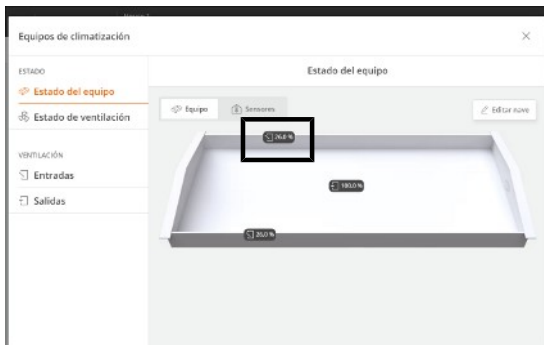 Equipos de climatización
ESTADO
Estado del equipo
Estado del equipo
Estado de ventilación
Equipo
Sensores
Editar nave
VENTILACIÓN
Entradas
Salidas
26,0 %
100,0 %
26,0 %